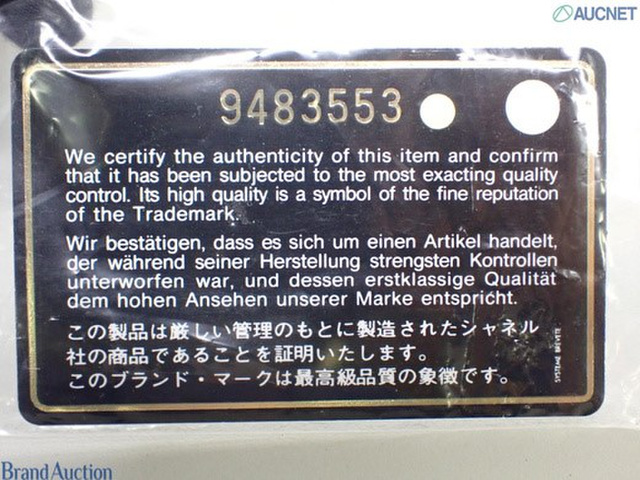 AUCNET
9483553
We certify the authenticity of this item and confirm
that it has been subjected to the most exacting quality
control. Its high quality is a symbol of the fine reputation
of the Trademark.
Wir bestätigen, dass es sich um einen Artikel handelt,
der während seiner Herstellung strengsten Kontrollen
unterworfen war, und dessen erstklassige Qualität
dem hohen Ansehen unserer Marke entspricht.
この製品は厳しい管理のもとに製造されたシャネル
社の商品であることを証明いたします。
このブランド・マークは最高級品質の象徴です。
SYSTEME BREVETE
Brand Auction